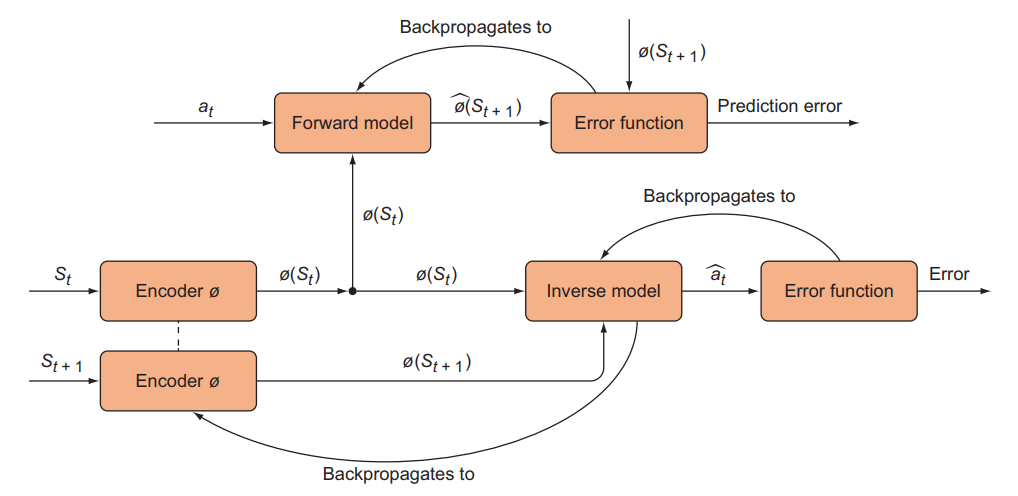 Backpropagates to
ø(S_{t + 1})
a_t
Forward model
\widehat{ø}(S_{t + 1})
Error function
Prediction error
ø(S_t)
Backpropagates to
S_t
Encoder ø
ø(S_t)
ø(S_t)
Inverse model
\widehat{a_t}
Error function
Error
S_{t + 1}
Encoder ø
ø(S_{t + 1})
Backpropagates to